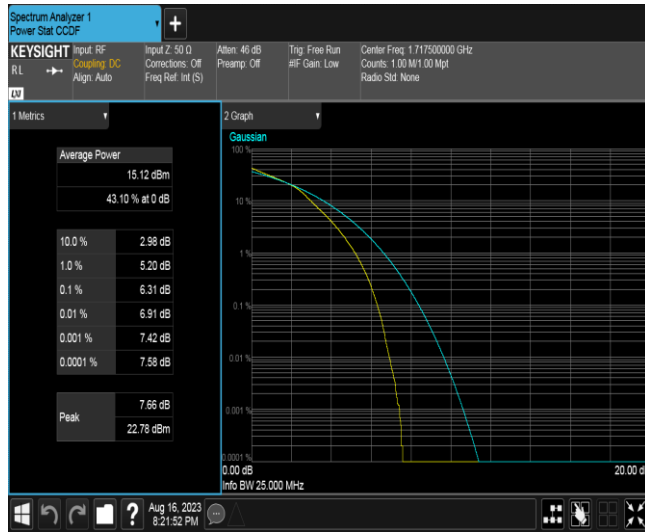 Spectrum Analyzer 1
Power Stat CCDF
+
KEYSIGHT
RL
LXI
Input: RF
Coupling: DC
Align: Auto
Input Z: 50 Ω
Corrections: Off
Freq Ref: Int (S)
Atten: 46 dB
Preamp: Off
Trig: Free Run
#IF Gain: Low
Center Freq: 1.717500000 GHz
Counts: 1.00 M/1.00 Mpt
Radio Std: None
1 Metrics
Average Power
15.12 dBm
43.10 % at 0 dB
10.0 % 2.98 dB
1.0 % 5.20 dB
0.1 % 6.31 dB
0.01 % 6.91 dB
0.001 % 7.42 dB
0.0001 % 7.58 dB
Peak
7.66 dB
22.78 dBm
2 Graph
Gaussian
100 %
10 %
1 %
0.1 %
0.01 %
0.001 %
0.0001 %
0.00 dB
20.00 d
Info BW 25.000 MHz
?
Aug 16, 2023
8:21:52 PM